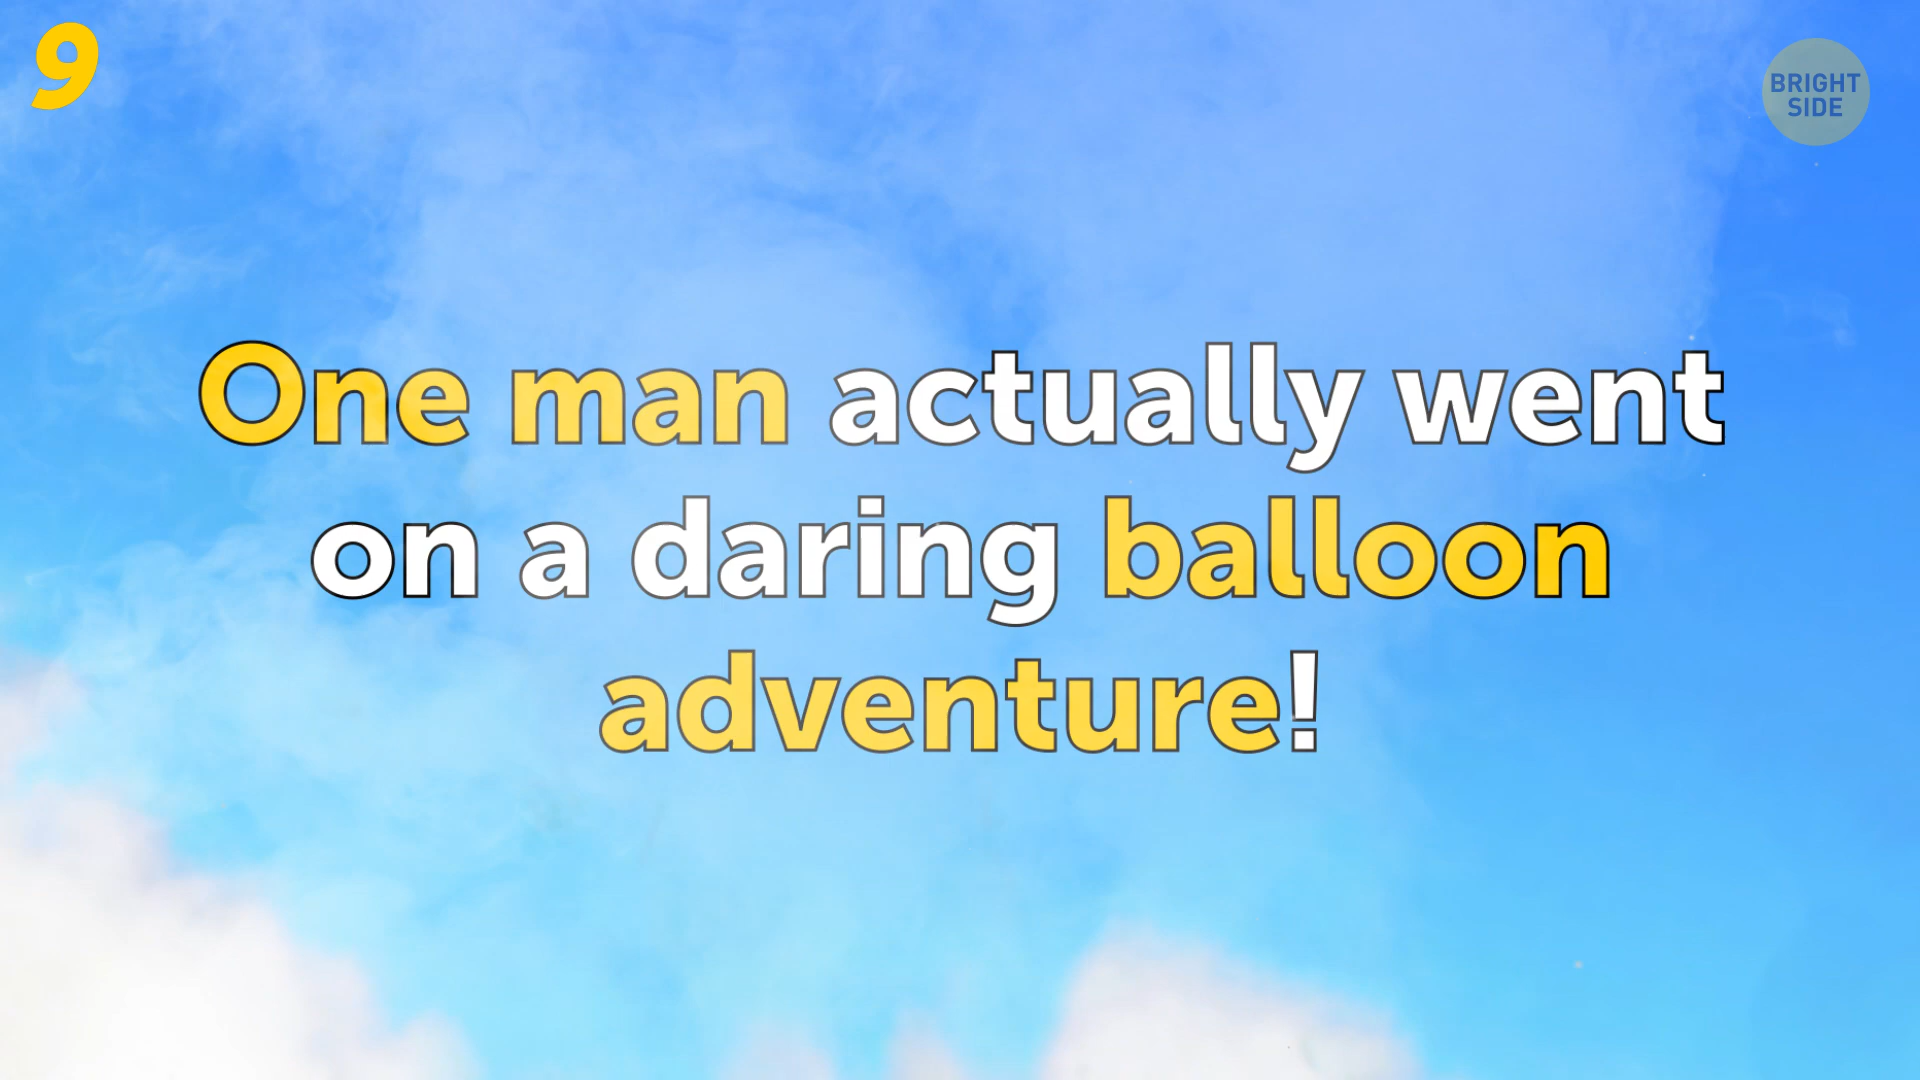 9
BRIGHT
SIDE
One man actually went
on a daring balloon
adventure!